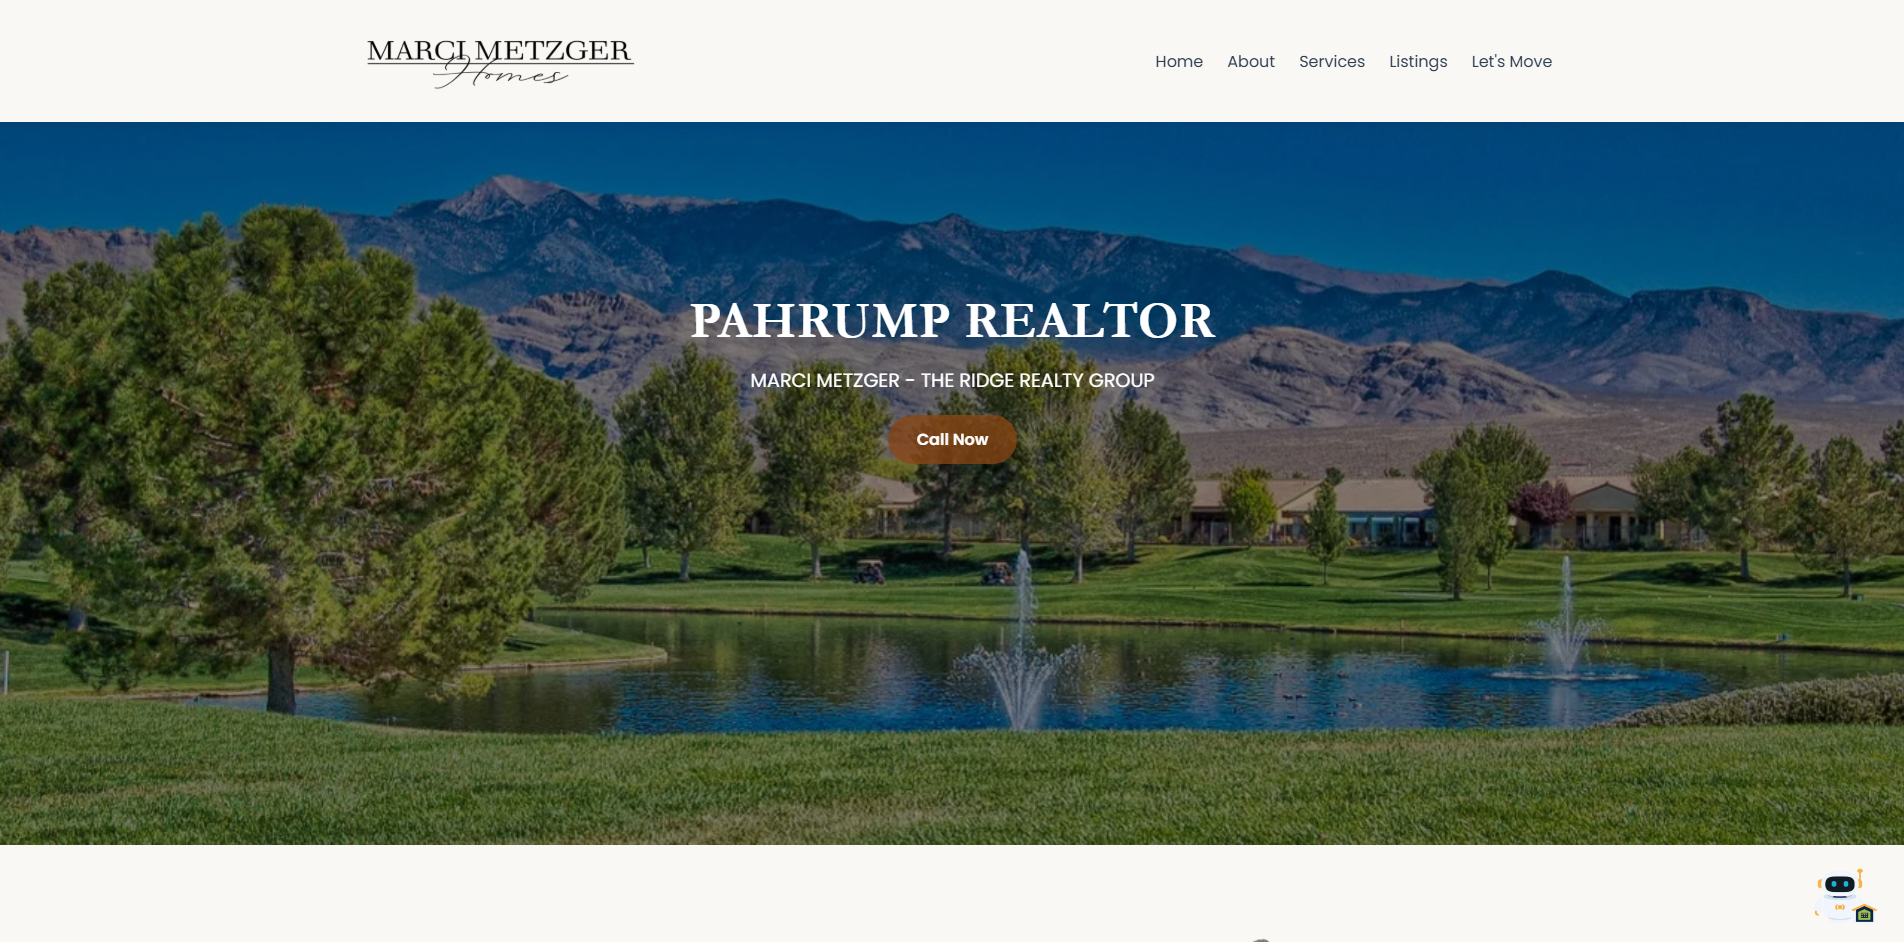 MARCI METZGER
Homes
Home About Services Listings Let's Move
PAHRUMP REALTOR
MARCI METZGER - THE RIDGE REALTY GROUP
Call Now